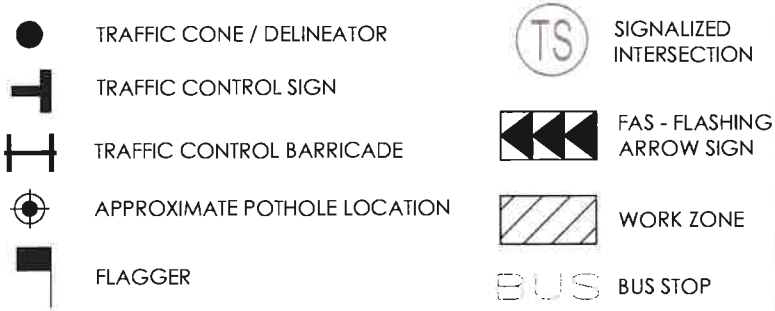 TRAFFIC CONE / DELINEATOR
TRAFFIC CONTROL SIGN
TRAFFIC CONTROL BARRICADE
APPROXIMATE POTHOLE LOCATION
FLAGGER
TS SIGNALIZED
INTERSECTION
FAS - FLASHING
ARROW SIGN
WORK ZONE
BUS BUS STOP